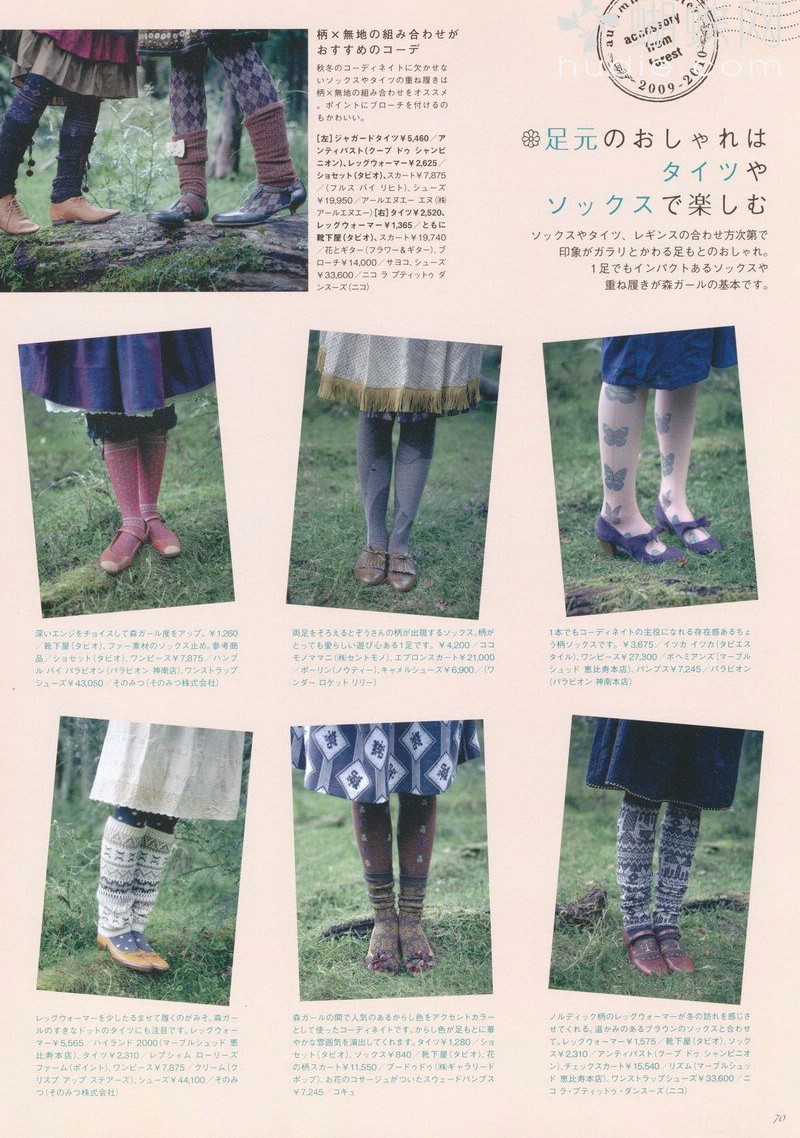 柄×無地の組み合わせが
おすすめのコーデ
秋冬のコーディネイトに欠かせな
いソックスやタイツの重ね履きは
柄×無地の組み合わせをオススメ
。ポイントにブローチを付けるの
もかわいい。
[左]ジャガードタイツ¥5,460/ア
ンティパスト(クープ ドゥ シャンピ
ニオン)、レッグウォーマー¥2,625/
ショセット(タビオ)、スカート¥7,875
/(フルス バイ リヒト)、シューズ
¥19,950/アールエヌエー エヌ(㈱
アールエヌエー)[右]タイツ¥2,520、
レッグウォーマー¥1,365/ともに
靴下屋(タビオ)、スカート¥19,740
/花とギター(フラワー&ギター)、ブ
ローチ¥14,000/サヨコ、シューズ
¥33,600/ニコ ラ プティットゥ ダ
ンスーズ(ニコ)
accessory
from
forest
2009-2010
足元のおしゃれは
タイツや
ソックスで楽しむ
ソックスやタイツ、レギンスの合わせ方次第で
印象がガラリとかわる足もとのおしゃれ。
1足でもインパクトあるソックスや
重ね履きが森ガールの基本です。
深いエンジをチョイスして森ガール度をアップ。¥1,260
/靴下屋(タビオ)、ファー素材のソックス止め。参考商
品/ショセット(タビオ)、ワンピース¥7,875/ハンブ
ル バイ パラビオン(パラビオン 神南店)、ワンストラップ
シューズ¥43,050/そのみつ(そのみつ株式会社)
両足をそろえるとぞうさんの柄が出現するソックス。柄が
とっても愛らしい遊び心ある1足です。¥4,200/ココ
モノママニ(㈱セントモノ)、エプロンスカート¥21,000
/ポーリン(ノウティー)、キャメルシューズ¥6,900/(ワ
ンダー ロケット リリー)
1本でもコーディネイトの主役になれる存在感あるちょ
う柄ソックスです。¥3,675/イツカ イツカ(タビエス
タイル)、ワンピース¥27,300/ボヘミアンズ(マーブル
シュッド 恵比寿本店)、パンプス¥7,245/パラビオン
(パラビオン 神南本店)
レッグウォーマーを少したるませて履くのがみそ。森ガー
ルのすきなドットのタイツにも注目です。レッグウォー
マー¥5,565/ハイランド 2000(マーブルシュッド 恵
比寿本店)、タイツ¥2,310/レプシィム ローリーズ
ファーム(ポイント)、ワンピース¥7,875/クリーム(ク
リスプ アップ ステアーズ)、シューズ¥44,100/そのみ
つ(そのみつ株式会社)
森ガールの間で人気のあるからし色をアクセントカラー
として使ったコーディネイトです。からし色が足もとに華
やかな雰囲気を演出してくれます。タイツ¥1,280/ショ
セット(タビオ)、ソックス¥840/靴下屋(タビオ)、花
の柄スカート¥11,550/ブードゥドゥ(㈱ギャラリード
ポップ)、お花のコサージュがついたスウェードパンプス
¥7,245/コキュ
ノルディック柄のレッグウォーマーが冬の訪れを感じさ
せてくれる。温かみのあるブラウンのソックスと合わせ
て。レッグウォーマー¥1,575/靴下屋(タビオ)、ソック
ス¥2,310/アンティパスト(クープ ドゥ シャンピニオ
ン)、チェックスカート¥15,540/リズム(マーブルシュッ
ド 恵比寿本店)、ワンストラップシューズ¥33,600/ニ
コ ラ・プティットゥ・ダンスーズ(ニコ)
70